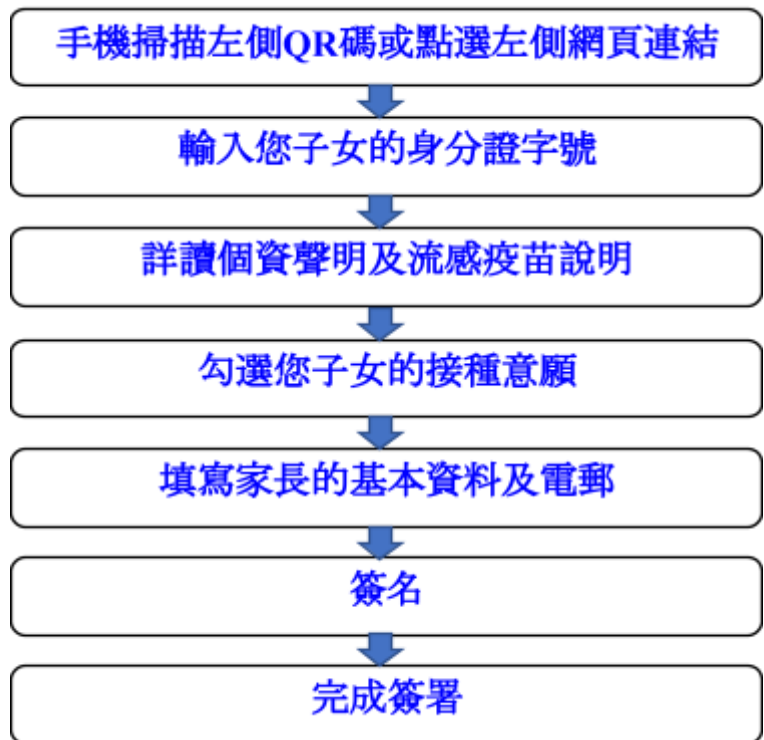 手機掃描左側QR碼或點選左側網頁連結
輸入您子女的身分證字號
詳讀個資聲明及流感疫苗說明
勾選您子女的接種意願
填寫家長的基本資料及電郵
簽名
完成簽署